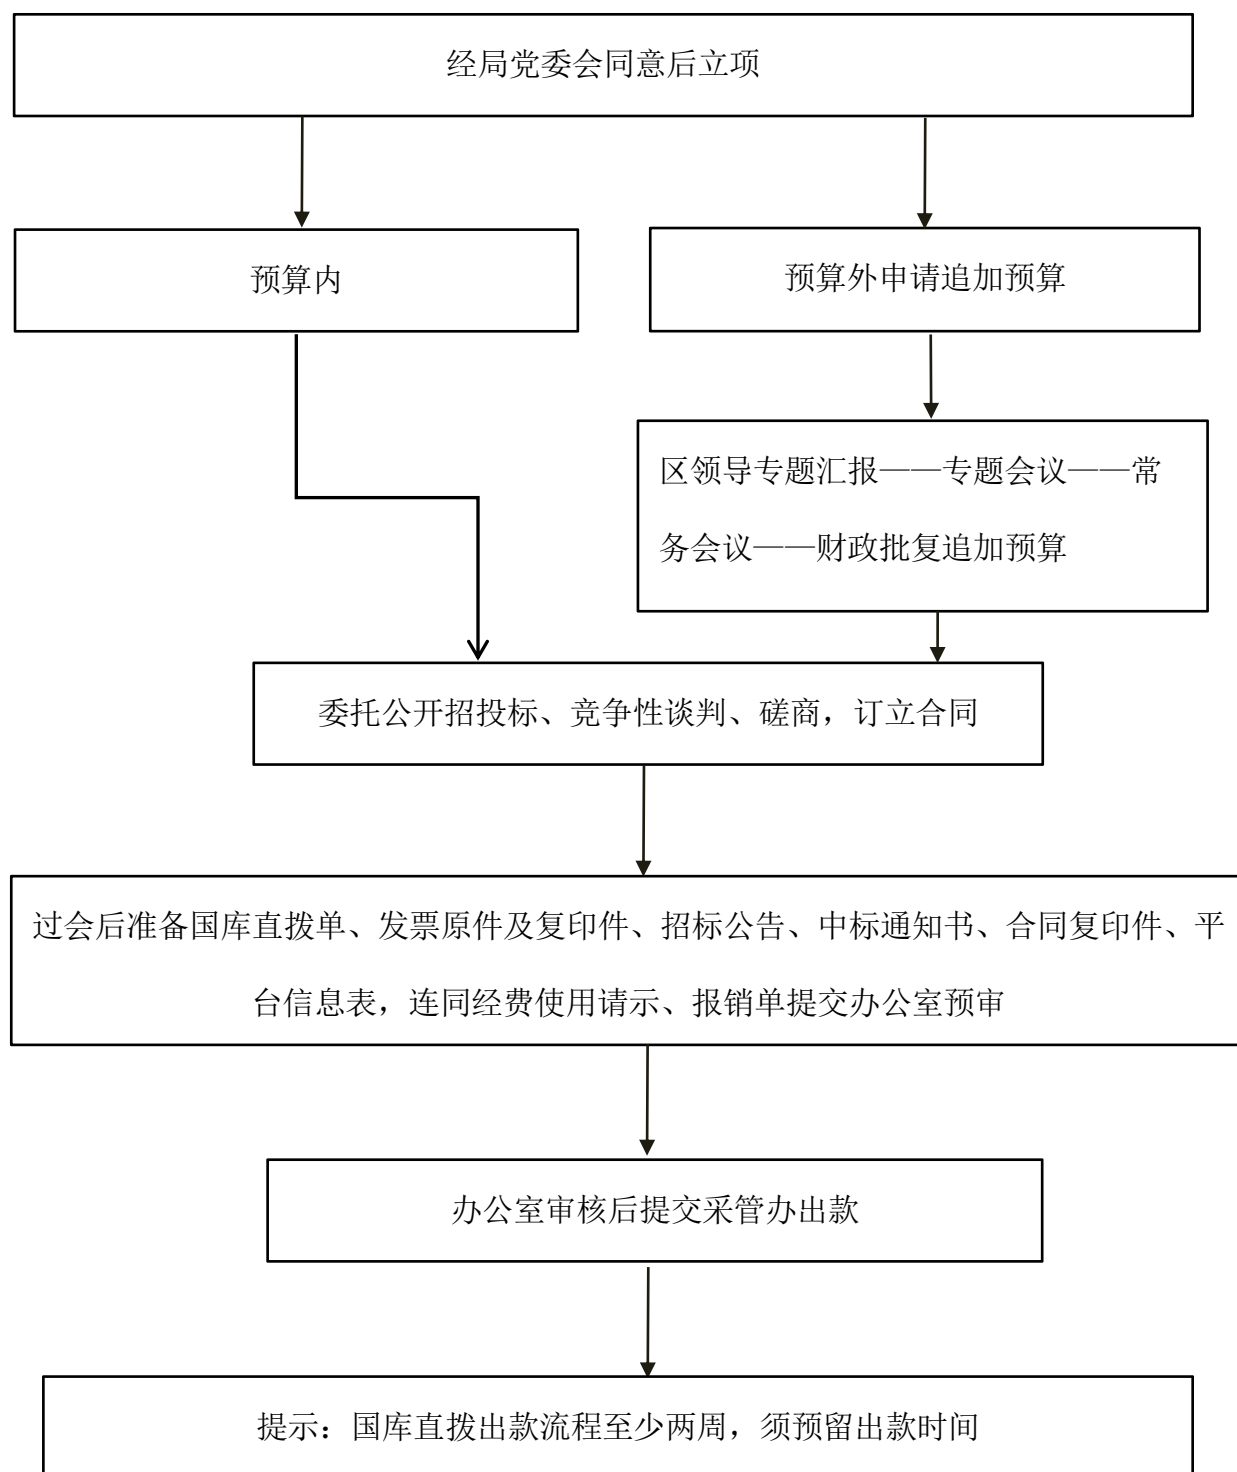 经局党委会同意后立项
预算内
预算外申请追加预算
区领导专题汇报——专题会议——常
务会议——财政批复追加预算
委托公开招投标、竞争性谈判、磋商，订立合同
过会后准备国库直拨单、发票原件及复印件、招标公告、中标通知书、合同复印件、平
台信息表，连同经费使用请示、报销单提交办公室预审
办公室审核后提交采管办出款
提示：国库直拨出款流程至少两周，须预留出款时间